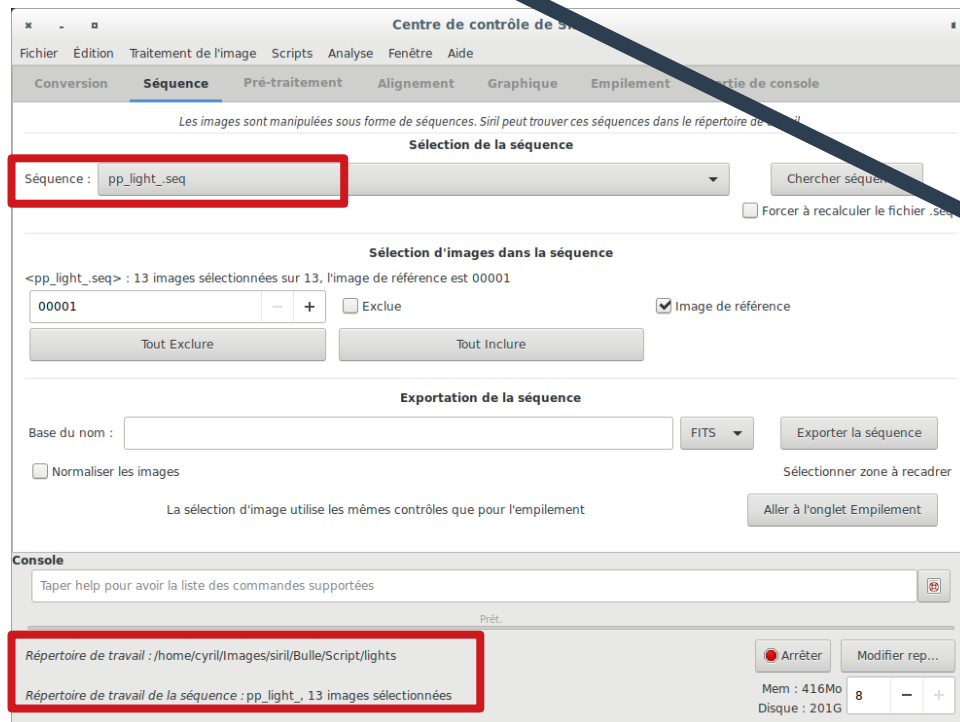 Centre de contrôle de
Fichier Édition Traitement de l'image Scripts Analyse Fenêtre Aide
Conversion Séquence Pré-traitement Alignement Graphique Empilement de console
Les images sont manipulées sous forme de séquences. Siril peut trouver ces séquences dans le répertoire de
Sélection de la séquence
Séquence : pp_light_.seq Chercher
Forcer à recalculer le fichier .seq
Sélection d'images dans la séquence
<pp_light_.seq> : 13 images sélectionnées sur 13, l'image de référence est 00001
00001 − + Exclue Image de référence
Tout Exclure Tout Inclure
Exportation de la séquence
Base du nom : FITS Exporter la séquence
Normaliser les images Sélectionner zone à recadrer
La sélection d'image utilise les mêmes contrôles que pour l'empilement Aller à l'onglet Empilement
Console
Taper help pour avoir la liste des commandes supportées
Prêt.
Répertoire de travail : /home/cyril/Images/siril/Bulle/Script/lights Arrêter Modifier rep...
Répertoire de travail de la séquence : pp_light_, 13 images sélectionnées Mem : 416Mo 8 − +
Disque : 201G